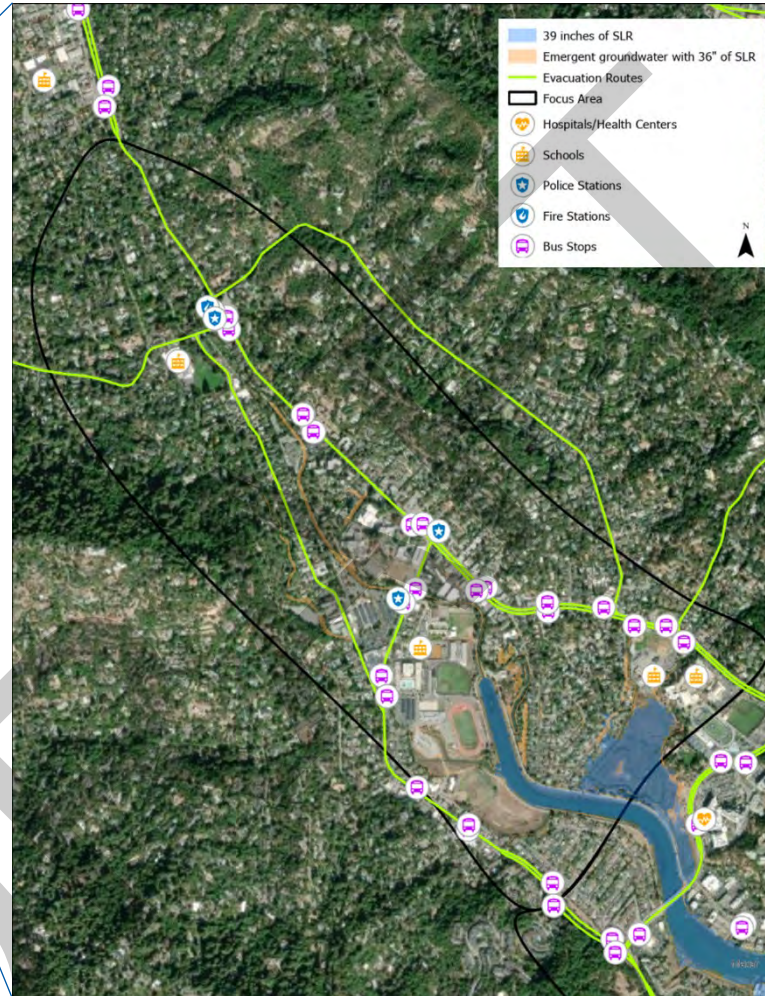 39 inches of SLR
Emergent groundwater with 36" of SLR
Evacuation Routes
Focus Area
Hospitals/Health Centers
Schools
Police Stations
Fire Stations
Bus Stops
N